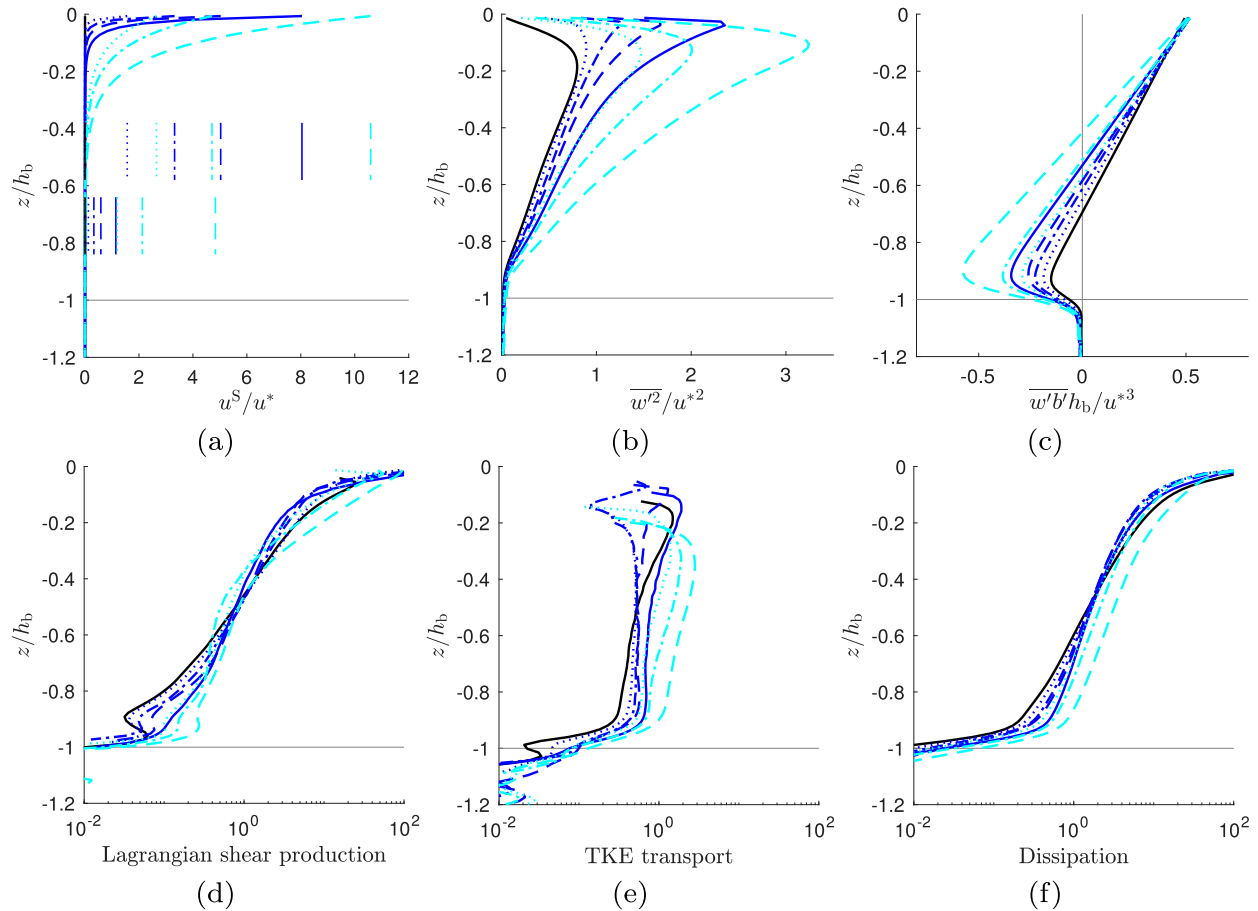 0
-0.2
-0.4
-0.6
-0.8
-1
-1.2
z/h_b
0 2 4 6 8 10 12
u^S/u^*
(a)
0
-0.2
-0.4
-0.6
-0.8
-1
-1.2
z/h_b
0 1 2 3
\overline{w'^2}/u^{*2}
(b)
0
-0.2
-0.4
-0.6
-0.8
-1
-1.2
z/h_b
-0.5 0 0.5
\overline{w'b'}h_b/u^{*3}
(c)
0
-0.2
-0.4
-0.6
-0.8
-1
-1.2
z/h_b
10^-2 10^0 10^2
Lagrangian shear production
(d)
0
-0.2
-0.4
-0.6
-0.8
-1
-1.2
z/h_b
10^-2 10^0 10^2
TKE transport
(e)
0
-0.2
-0.4
-0.6
-0.8
-1
-1.2
z/h_b
10^-2 10^0 10^2
Dissipation
(f)